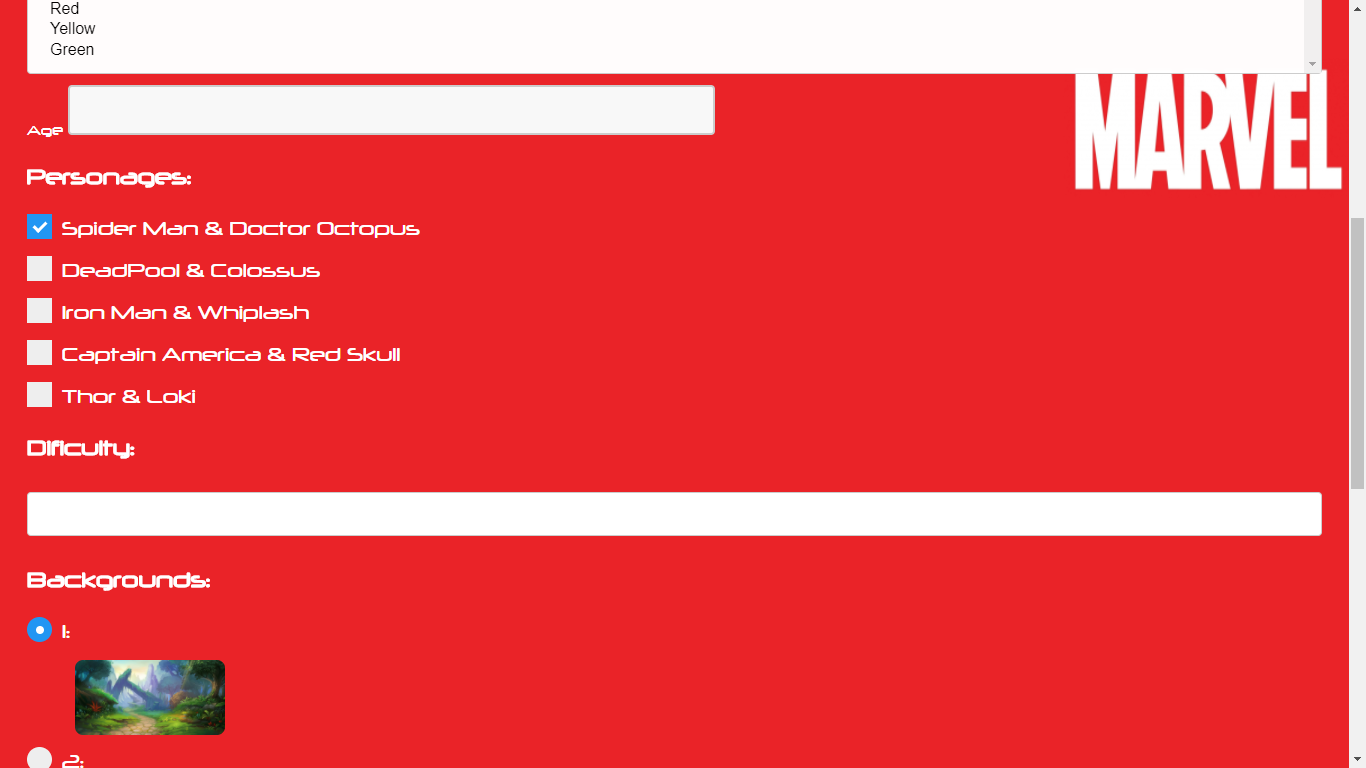 Red
Yellow
Green
MARVEL
Age
Personages:
Spider Man & Doctor Octopus
DeadPool & Colossus
Iron Man & Whiplash
Captain America & Red Skull
Thor & Loki
Dificulty:
Backgrounds:
1:
2: